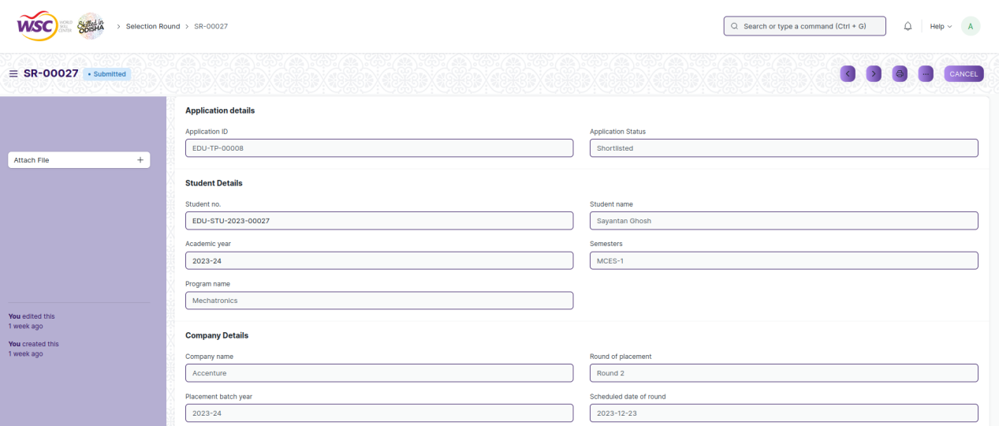 WSC WORLD SKILL CENTER Skilled in ODISHA > Selection Round > SR-00027
Search or type a command (Ctrl + G)
Help
A
SR-00027 • Submitted
CANCEL
Attach File +
You edited this
1 week ago
You created this
1 week ago
Application details
Application ID
EDU-TP-00008
Application Status
Shortlisted
Student Details
Student no.
EDU-STU-2023-00027
Student name
Sayantan Ghosh
Academic year
2023-24
Semesters
MCES-1
Program name
Mechatronics
Company Details
Company name
Accenture
Round of placement
Round 2
Placement batch year
2023-24
Scheduled date of round
2023-12-23